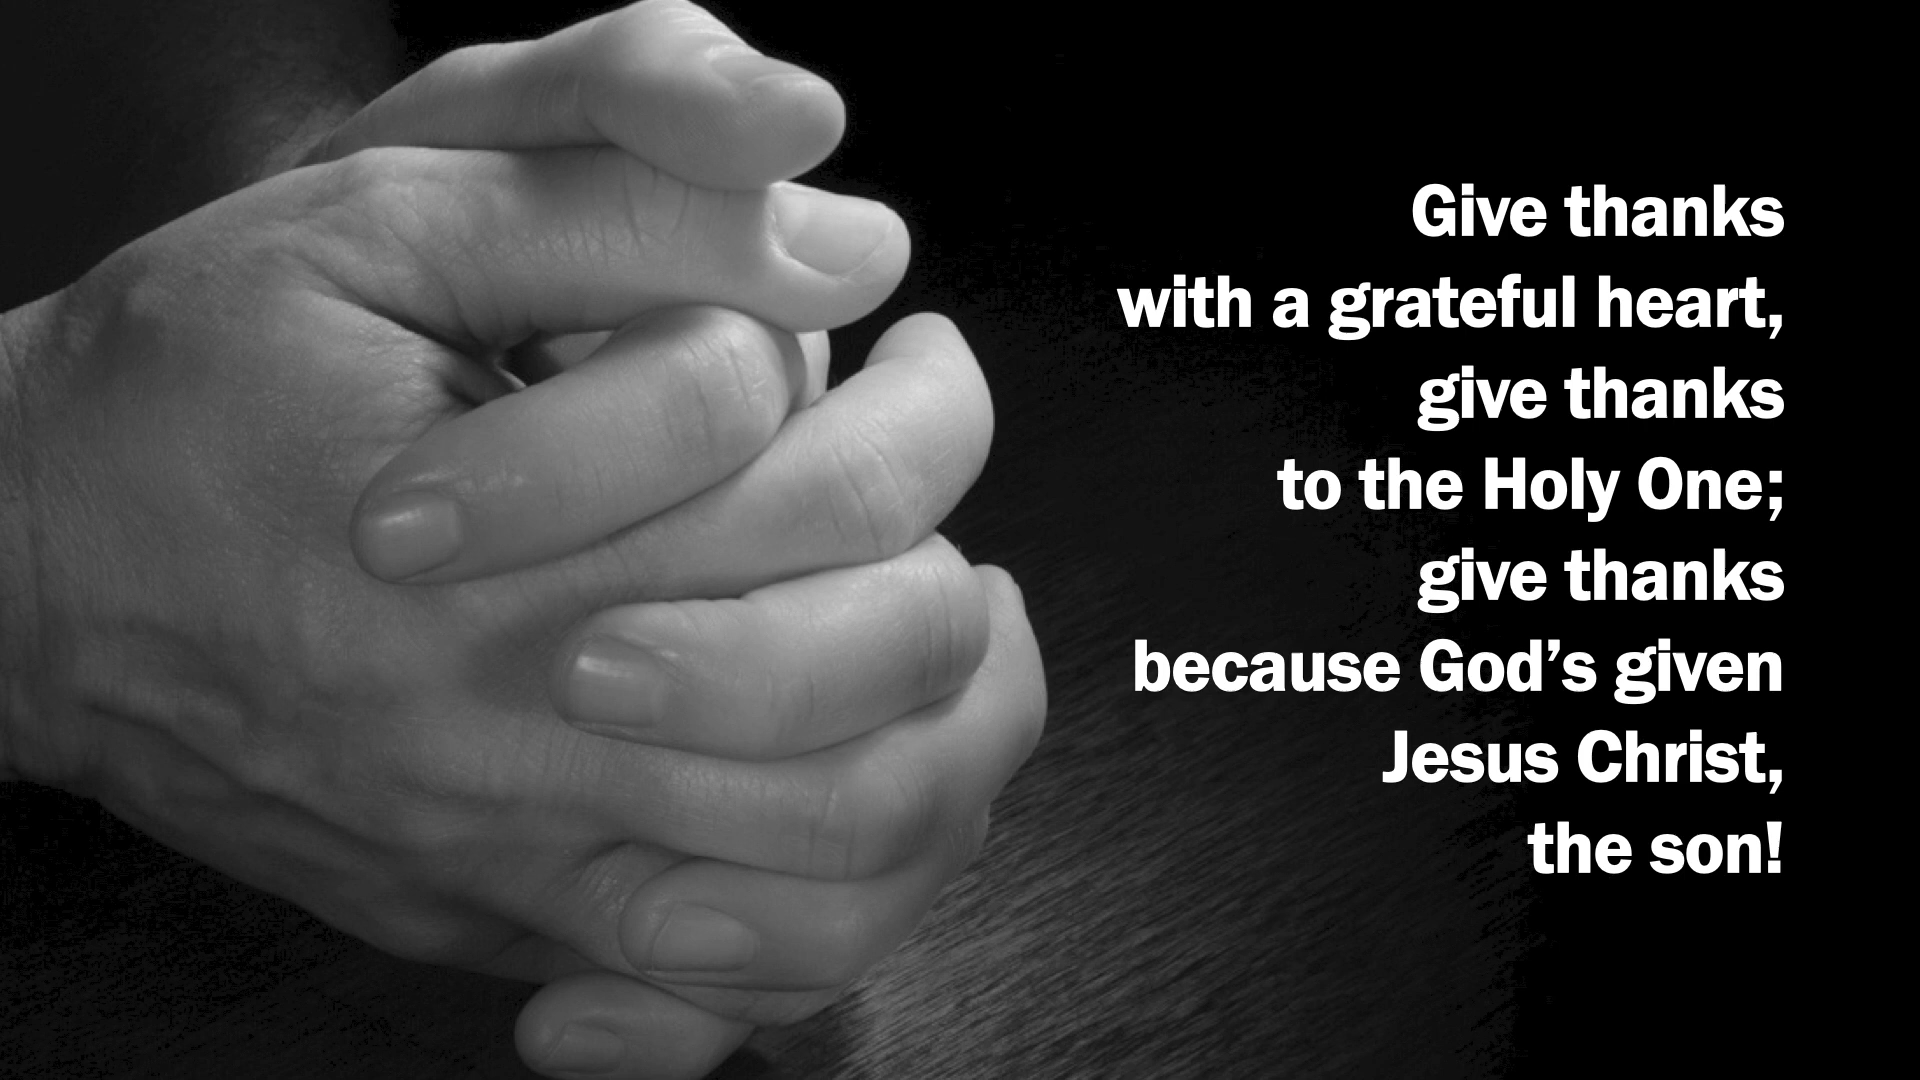 Give thanks
with a grateful heart,
give thanks
to the Holy One;
give thanks
because God’s given
Jesus Christ,
the son!